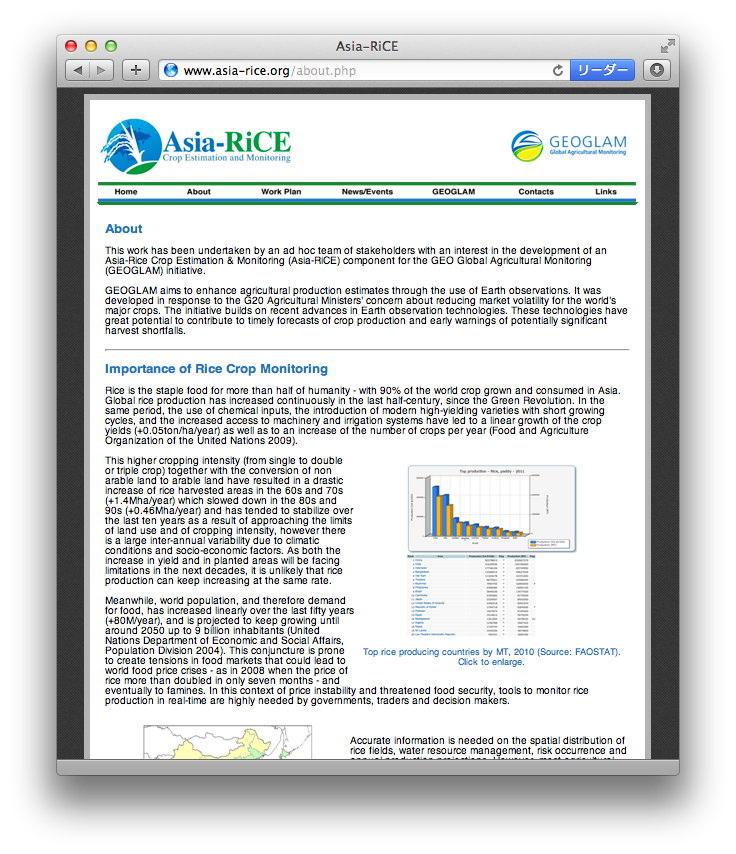 Asia-RiCE
www.asia-rice.org/about.php
リーダー
Asia-RiCE
Crop Estimation and Monitoring
GEOGLAM
Global Agricultural Monitoring
Home About Work Plan News/Events GEOGLAM Contacts Links
About
This work has been undertaken by an ad hoc team of stakeholders with an interest in the development of an
Asia-Rice Crop Estimation & Monitoring (Asia-RiCE) component for the GEO Global Agricultural Monitoring
(GEOGLAM) initiative.
GEOGLAM aims to enhance agricultural production estimates through the use of Earth observations. It was
developed in response to the G20 Agricultural Ministers' concern about reducing market volatility for the world's
major crops. The initiative builds on recent advances in Earth observation technologies. These technologies have
great potential to contribute to timely forecasts of crop production and early warnings of potentially significant
harvest shortfalls.
Importance of Rice Crop Monitoring
Rice is the staple food for more than half of humanity - with 90% of the world crop grown and consumed in Asia.
Global rice production has increased continuously in the last half-century, since the Green Revolution. In the
same period, the use of chemical inputs, the introduction of modern high-yielding varieties with short growing
cycles, and the increased access to machinery and irrigation systems have led to a linear growth of the crop
yields (+0.05ton/ha/year) as well as to an increase of the number of crops per year (Food and Agriculture
Organization of the United Nations 2009).
This higher cropping intensity (from single to double
or triple crop) together with the conversion of non
arable land to arable land have resulted in a drastic
increase of rice harvested areas in the 60s and 70s
(+1.4Mha/year) which slowed down in the 80s and
90s (+0.46Mha/year) and has tended to stabilize over
the last ten years as a result of approaching the limits
of land use and of cropping intensity, however there
is a large inter-annual variability due to climatic
conditions and socio-economic factors. As both the
increase in yield and in planted areas will be facing
limitations in the next decades, it is unlikely that rice
production can keep increasing at the same rate.
Top production - Rice, paddy - 2011
Top rice producing countries by MT, 2010 (Source: FAOSTAT).
Click to enlarge.
Meanwhile, world population, and therefore demand
for food, has increased linearly over the last fifty years
(+80M/year), and is projected to keep growing until
around 2050 up to 9 billion inhabitants (United
Nations Department of Economic and Social Affairs,
Population Division 2004). This conjuncture is prone
to create tensions in food markets that could lead to
world food price crises - as in 2008 when the price of
rice more than doubled in only seven months - and
eventually to famines. In this context of price instability and threatened food security, tools to monitor rice
production in real-time are highly needed by governments, traders and decision makers.
Accurate information is needed on the spatial distribution of
rice fields, water resource management, risk occurrence and
annual production projections. However, most agricultural